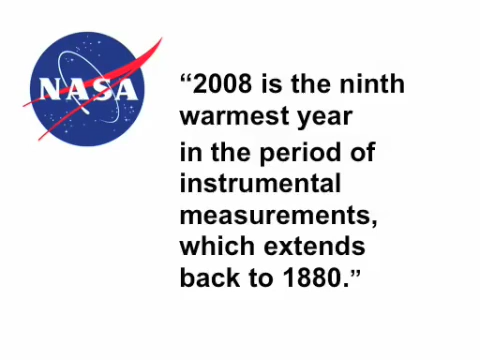 NASA
“2008 is the ninth
warmest year
in the period of
instrumental
measurements,
which extends
back to 1880.”